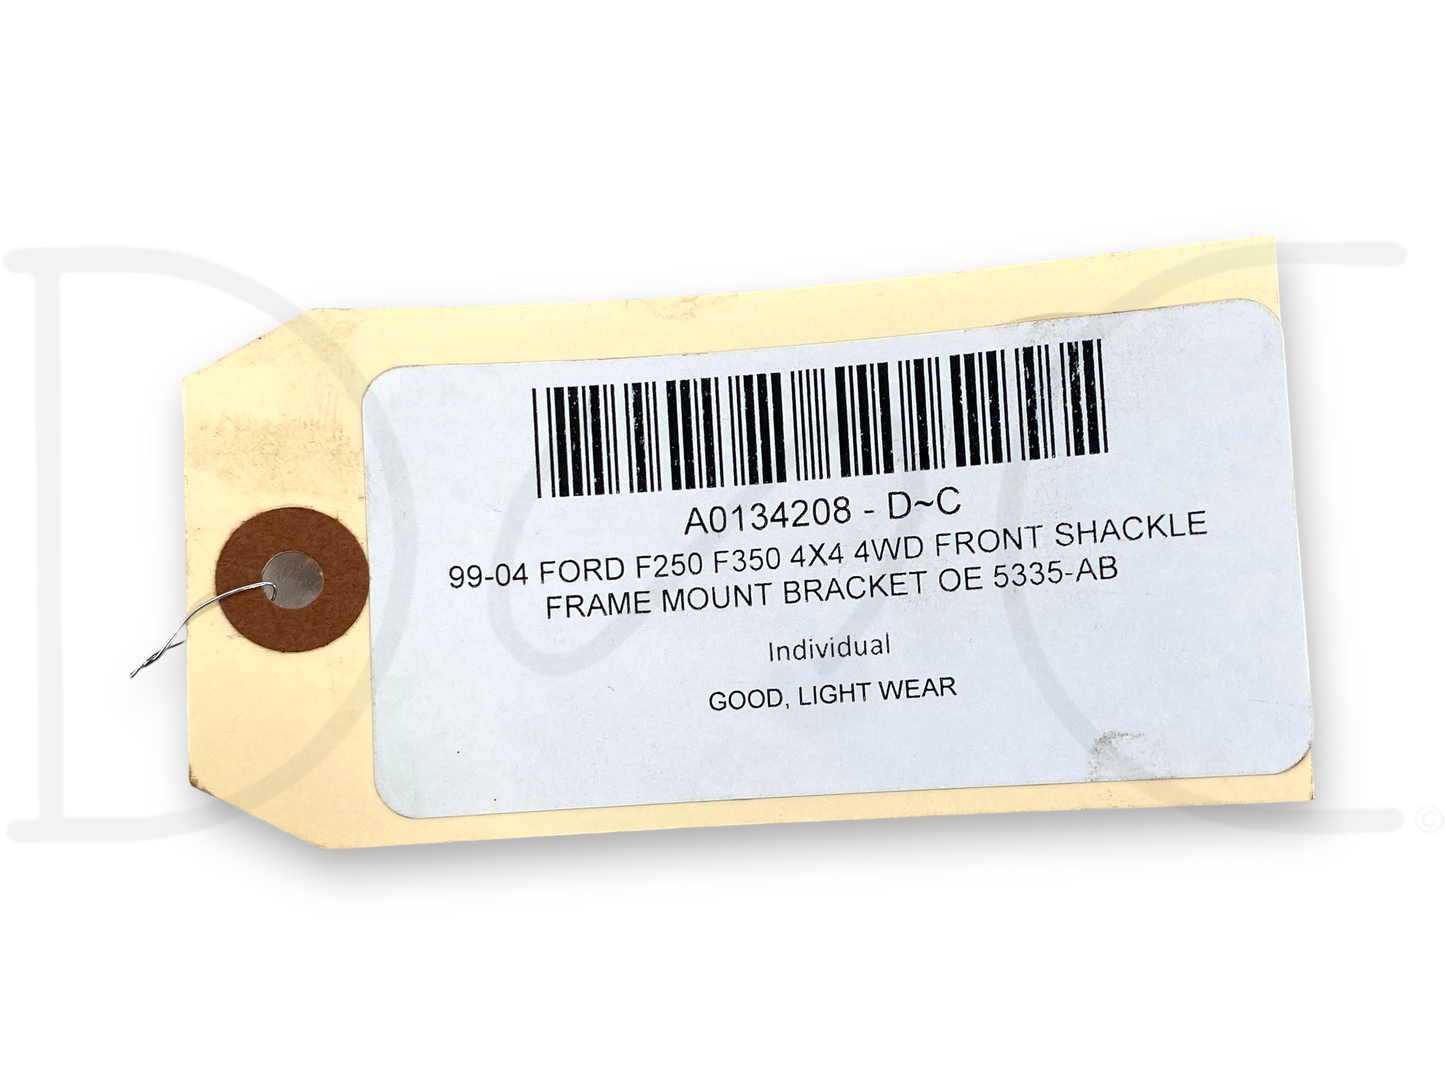 A0134208 - D~C
99-04 FORD F250 F350 4X4 4WD FRONT SHACKLE
FRAME MOUNT BRACKET OE 5335-AB
Individual
GOOD, LIGHT WEAR
D&C
©